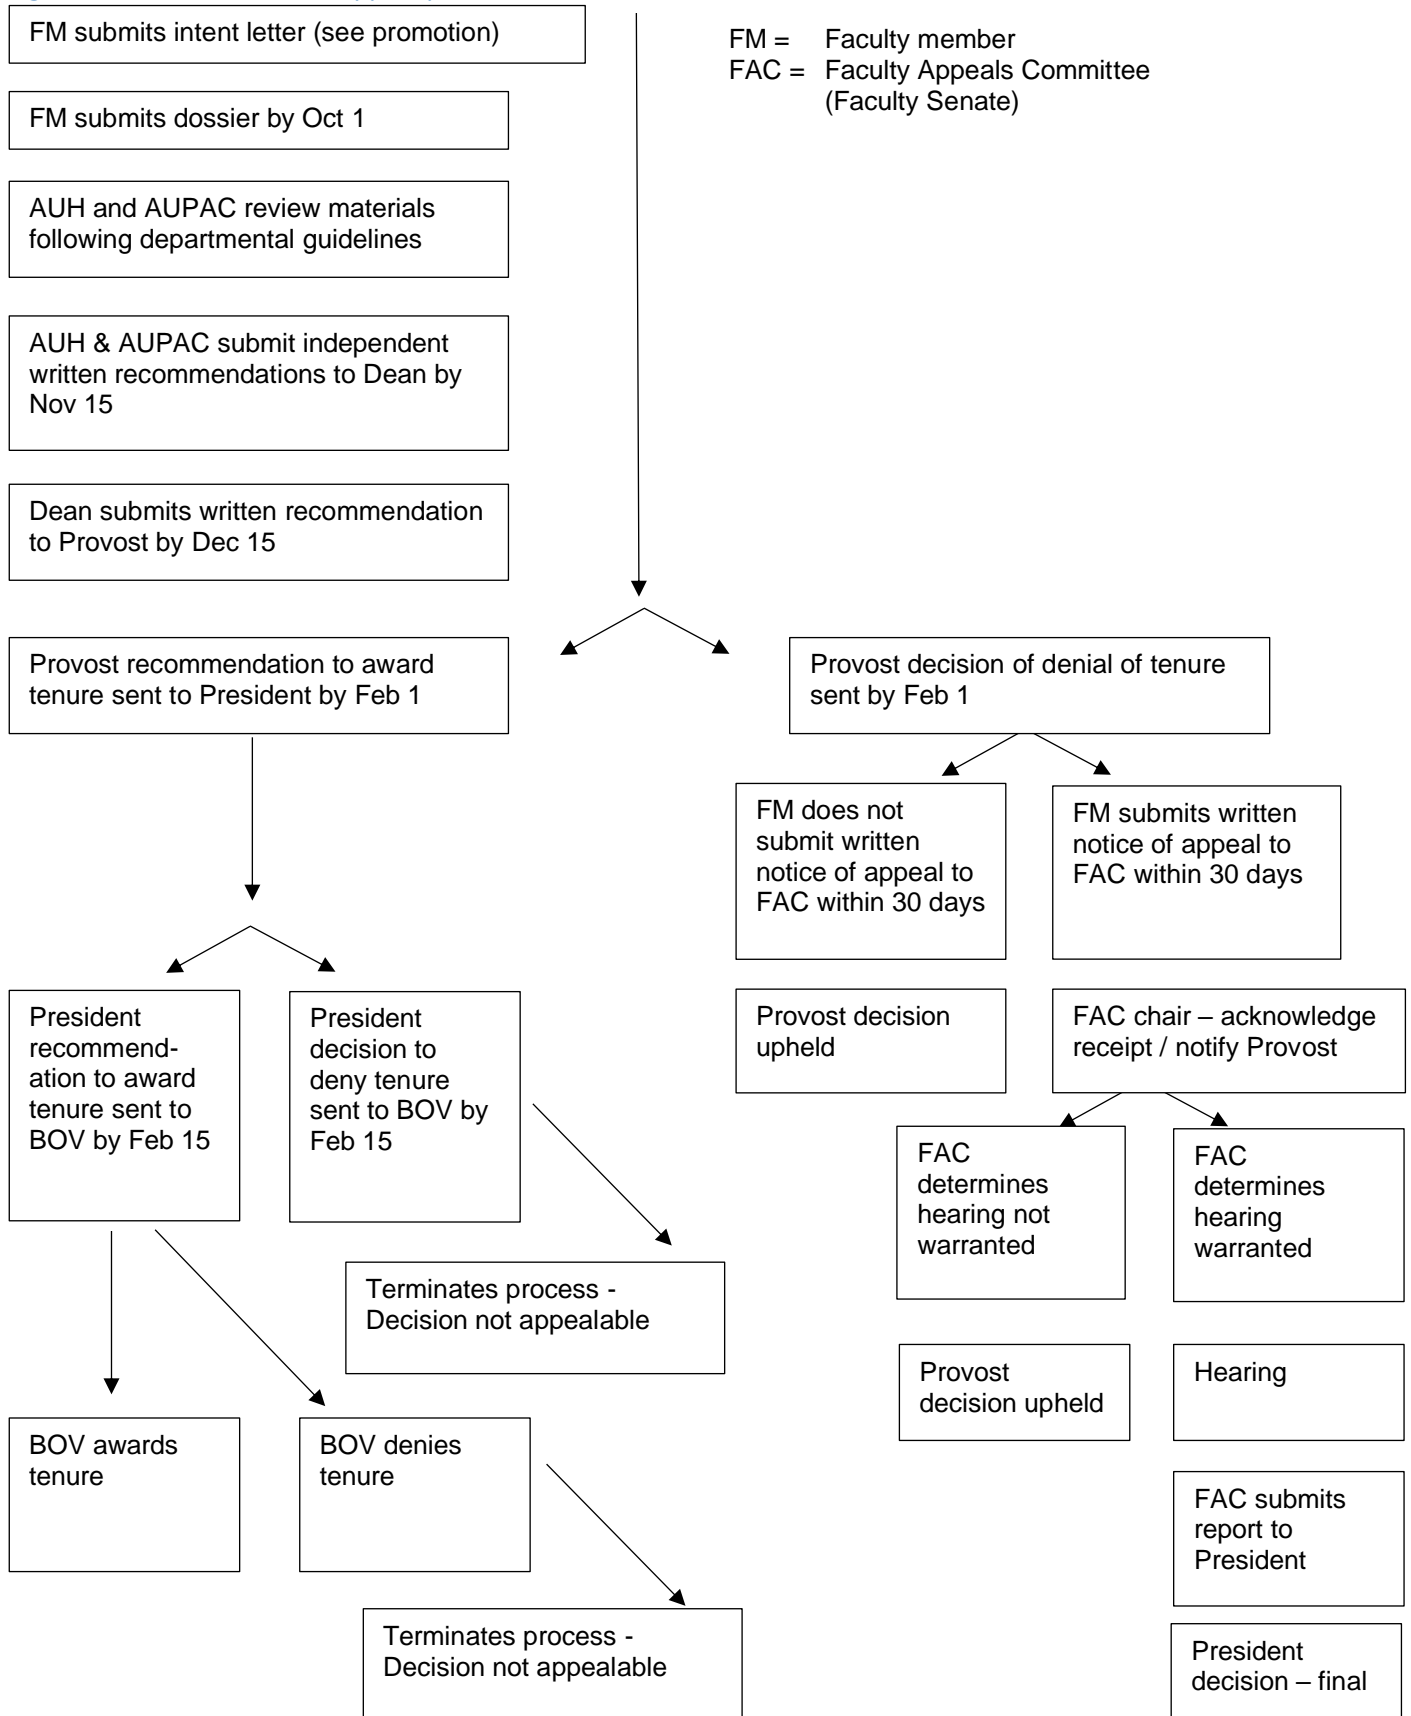 FM submits intent letter (see promotion)
FM = Faculty member
FAC = Faculty Appeals Committee
(Faculty Senate)
FM submits dossier by Oct 1
AUH and AUPAC review materials
following departmental guidelines
AUH & AUPAC submit independent
written recommendations to Dean by
Nov 15
Dean submits written recommendation
to Provost by Dec 15
Provost recommendation to award
tenure sent to President by Feb 1
Provost decision of denial of tenure
sent by Feb 1
FM does not
submit written
notice of appeal to
FAC within 30 days
FM submits written
notice of appeal to
FAC within 30 days
President
recommend-
ation to award
tenure sent to
BOV by Feb 15
President
decision to
deny tenure
sent to BOV by
Feb 15
Provost decision
upheld
FAC chair – acknowledge
receipt / notify Provost
FAC
determines
hearing not
warranted
FAC
determines
hearing
warranted
Terminates process -
Decision not appealable
Provost
decision upheld
Hearing
BOV awards
tenure
BOV denies
tenure
FAC submits
report to
President
Terminates process -
Decision not appealable
President
decision – final